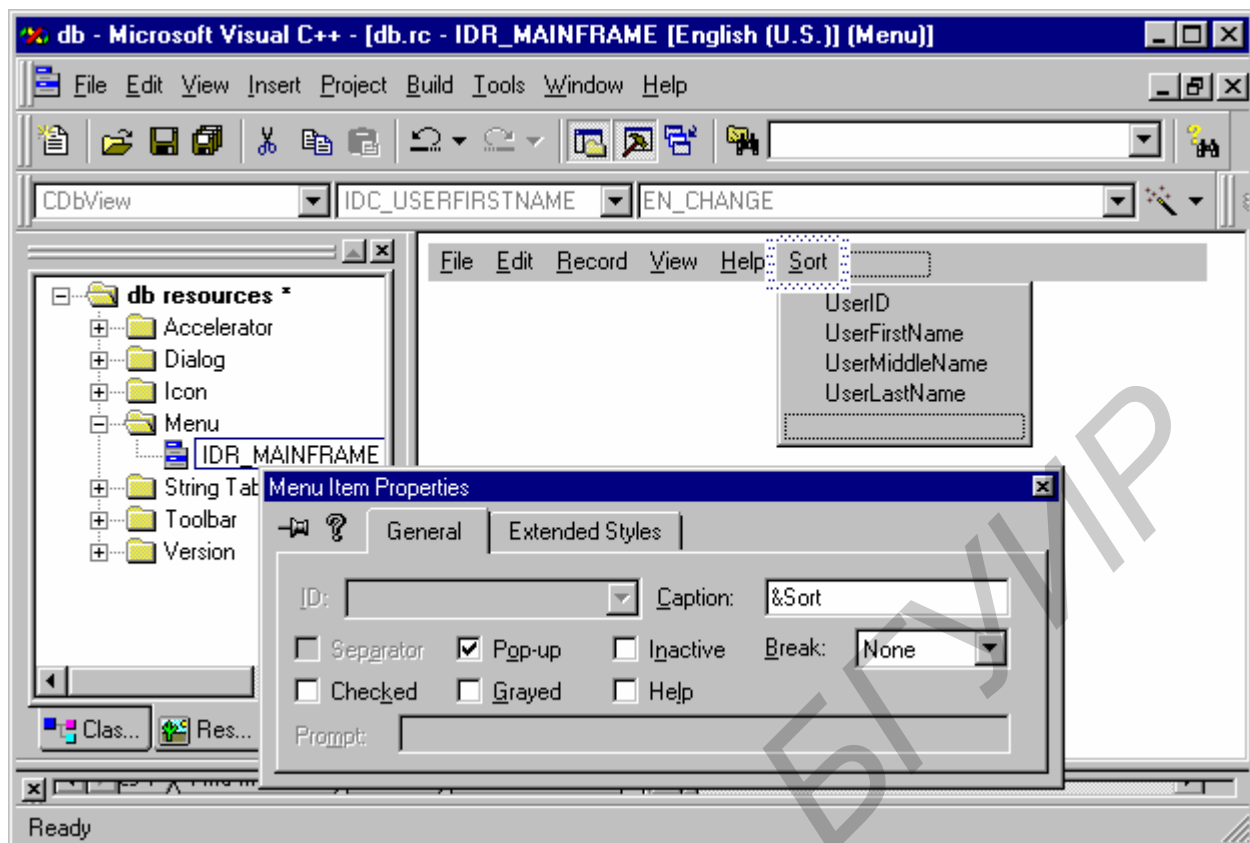 db - Microsoft Visual C++ - [db.rc - IDR_MAINFRAME [English (U.S.)] (Menu)]
File Edit View Insert Project Build Tools Window Help
CDbView IDC_USERFIRSTNAME EN_CHANGE
File Edit Record View Help Sort
db resources *
Accelerator
Dialog
Icon
Menu
IDR_MAINFRAME
String Tab
Toolbar
Version
UserID
UserFirstName
UserMiddleName
UserLastName
Menu Item Properties
General Extended Styles
ID: Caption: &Sort
Separator Pop-up Inactive Break: None
Checked Grayed Help
Prompt:
Clas... Res...
Ready
БГУИР